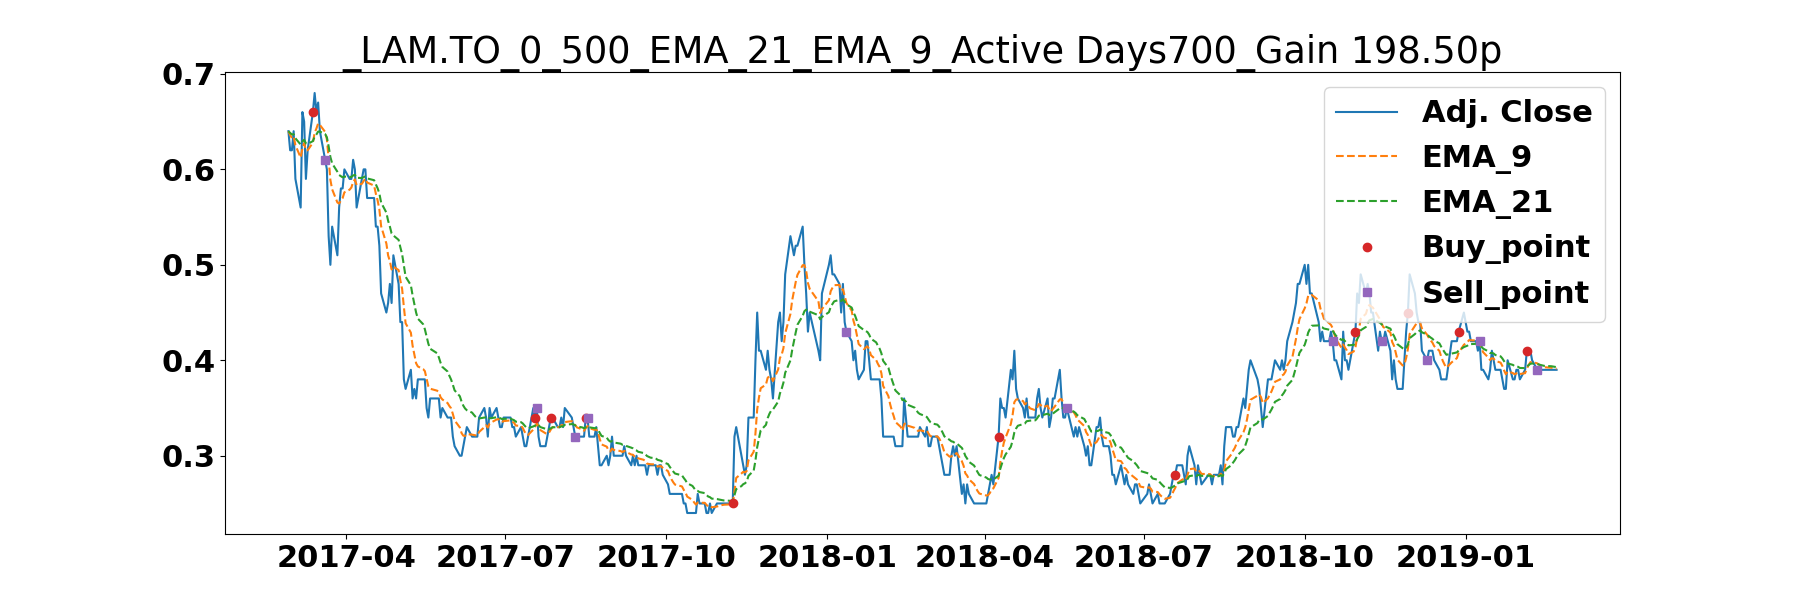 _LAM.TO_0_500_EMA_21_EMA_9_Active Days700_Gain 198.50p
0.7
0.6
0.5
0.4
0.3
Adj. Close
EMA_9
EMA_21
Buy_point
Sell_point
2017-04 2017-07 2017-10 2018-01 2018-04 2018-07 2018-10 2019-01